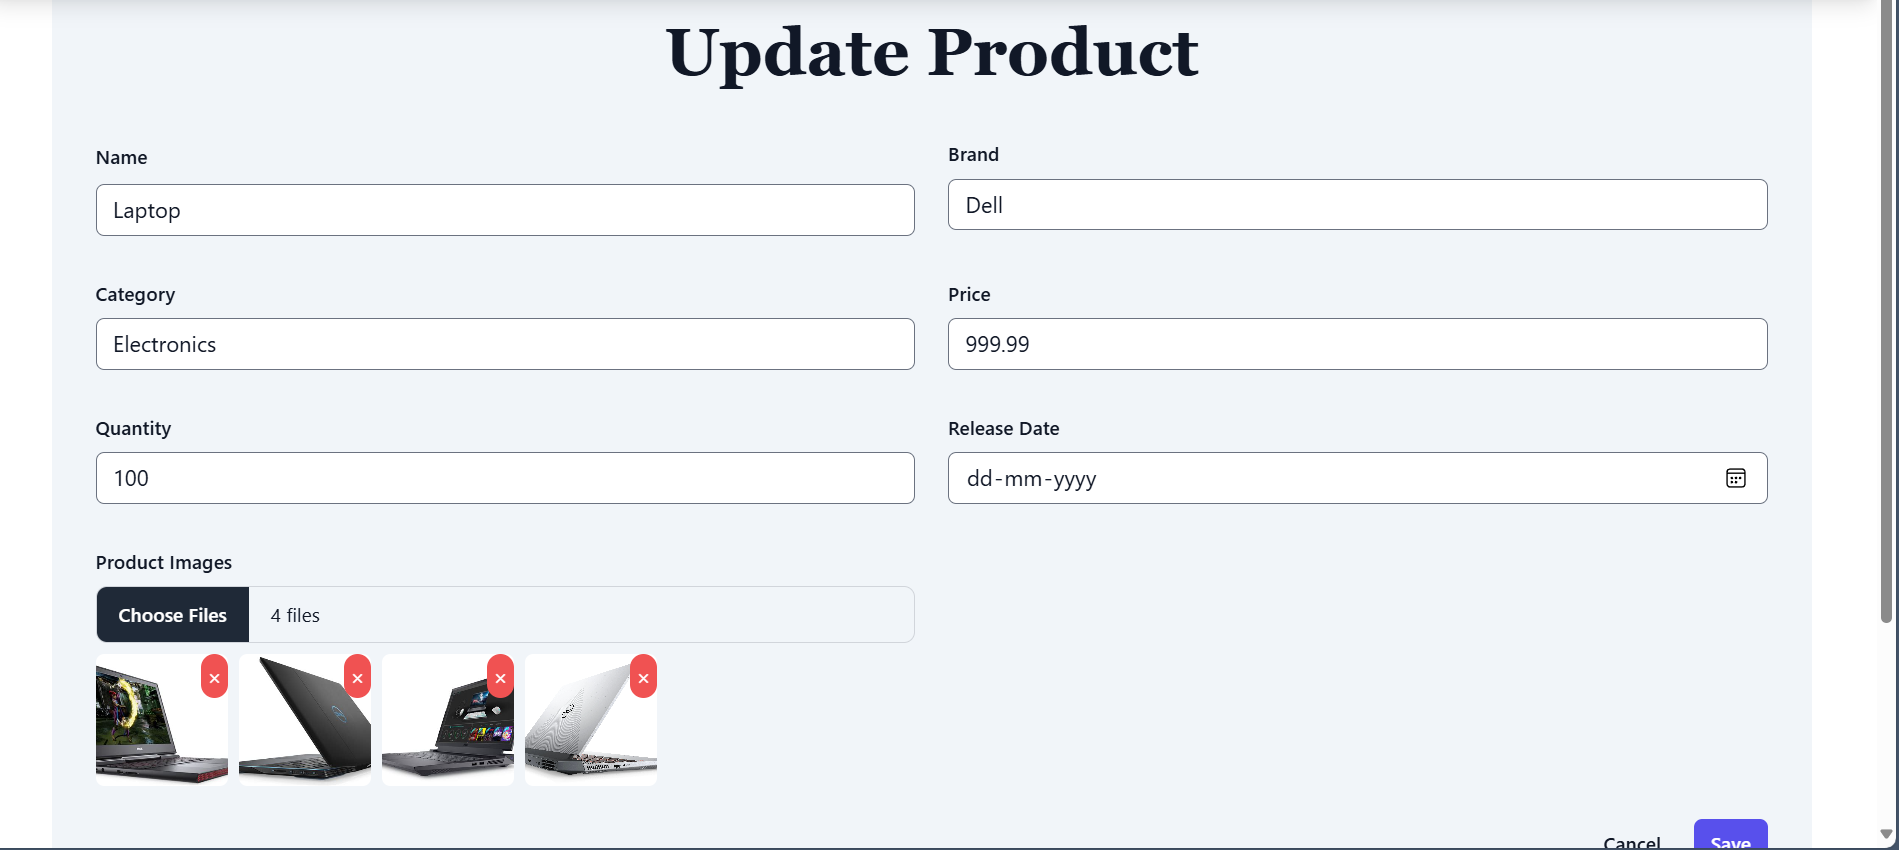 Update Product
Name
Brand
Laptop
Dell
Category
Price
Electronics
999.99
Quantity
Release Date
100
dd-mm-yyyy
Product Images
Choose Files
4 files
Cancel
Save